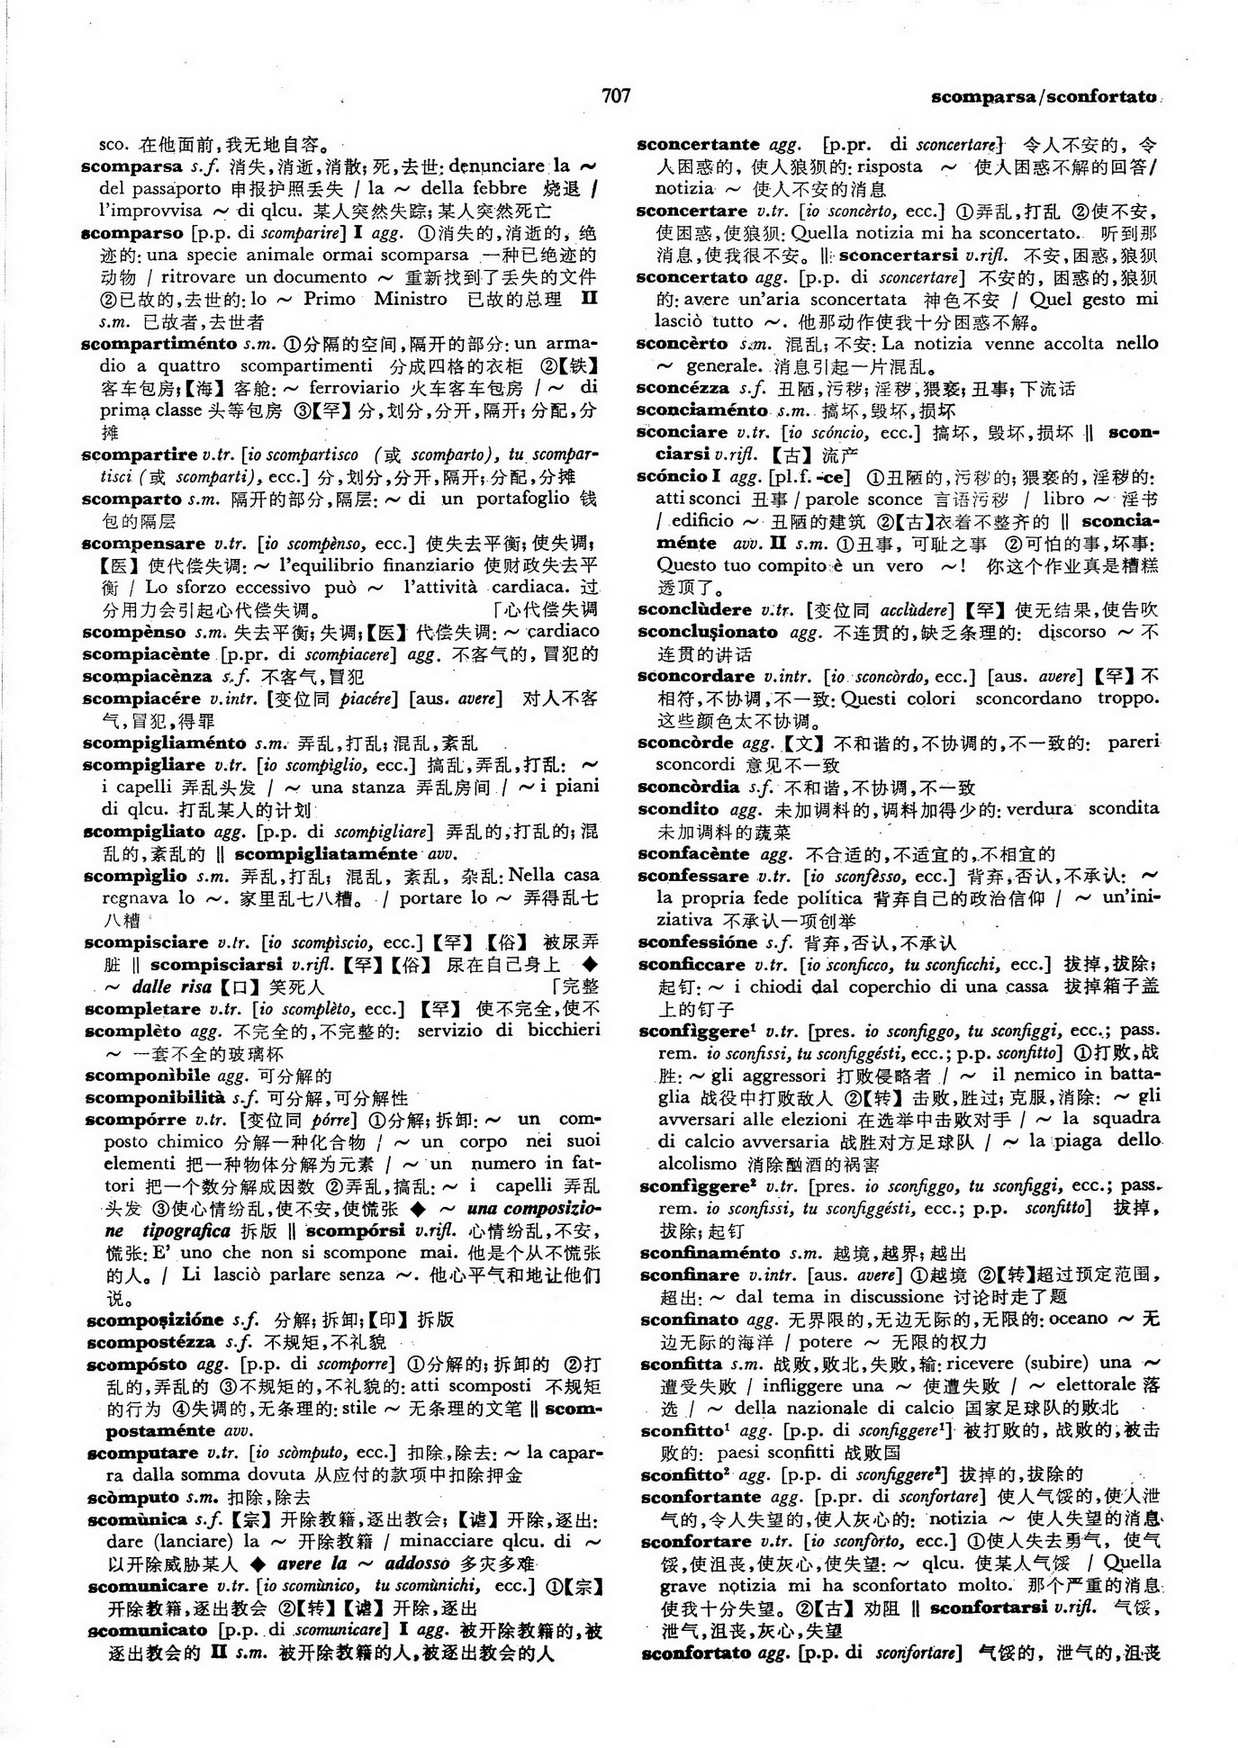 707
scomparsa/sconfortato
sco. 在他面前,我无地自容。
scomparsa s.f. 消失,消逝,消散; 死,去世: denunciare la ～
del passaporto 申报护照丢失 / la ～ della febbre 烧退 /
l'improvvisa ～ di qlcu. 某人突然失踪; 某人突然死亡
scomparso [p.p. di scomparire] I agg. ①消失的,消逝的, 绝
迹的: una specie animale ormai scomparsa 一种已绝迹的
动物 / ritrovare un documento ～ 重新找到了丢失的文件
②已故的,去世的: lo ～ Primo Ministro 已故的总理 II
s.m. 已故者,去世者
scompartiménto s.m. ①分隔的空间,隔开的部分: un arma-
dio a quattro scompartimenti 分成四格的衣柜 ②【铁】
客车包房;【海】客舱: ～ ferroviario 火车客车包房 / ～ di
prima classe 头等包房 ③【罕】分,划分,分开,隔开; 分配,分
摊
scompartire v.tr. [io scompartisco (或 scomparto), tu scompar-
tisci (或 scomparti), ecc.] 分,划分,分开,隔开; 分配,分摊
scomparto s.m. 隔开的部分,隔层: ～ di un portafoglio 钱
包的隔层
scompensare v.tr. [io scompènso, ecc.] 使失去平衡; 使失调;
【医】使代偿失调: ～ l'equilibrio finanziario 使财政失去平
衡 / Lo sforzo eccessivo può ～ l'attività cardiaca. 过
分用力会引起心代偿失调。 「心代偿失调
scompènso s.m. 失去平衡; 失调;【医】代偿失调: ～ cardiaco
scompiacènte [p.pr. di scompiacere] agg. 不客气的, 冒犯的
scompiacènza s.f. 不客气,冒犯
scompiacére v.intr. [变位同 piacére] [aus. avere] 对人不客
气,冒犯,得罪
scompigliaménto s.m. 弄乱,打乱; 混乱,紊乱
scompigliare v.tr. [io scompìglio, ecc.] 搞乱,弄乱,打乱: ～
i capelli 弄乱头发 / ～ una stanza 弄乱房间 / ～ i piani
di qlcu. 打乱某人的计划
scompigliato agg. [p.p. di scompigliare] 弄乱的,打乱的; 混
乱的,紊乱的 ‖ scompigliataménte avv.
scompìglio s.m. 弄乱,打乱; 混乱, 紊乱, 杂乱: Nella casa
regnava lo ～. 家里乱七八糟。 / portare lo ～ 弄得乱七
八糟
scompisciare v.tr. [io scompìscio, ecc.]【罕】【俗】 被尿弄
脏 ‖ scompisciarsi v.rifl.【罕】【俗】 尿在自己身上 ◆
～ dalle risa【口】笑死人 「完整
scompletare v.tr. [io scomplèto, ecc.] 【罕】 使不完全,使不
scomplèto agg. 不完全的,不完整的: servizio di bicchieri
～ 一套不全的玻璃杯
scomponìbile agg. 可分解的
scomponibilità s.f. 可分解,可分解性
scompórre v.tr. [变位同 pórre] ①分解; 拆卸: ～ un com-
posto chimico 分解一种化合物 / ～ un corpo nei suoi
elementi 把一种物体分解为元素 / ～ un numero in fat-
tori 把一个数分解成因数 ②弄乱,搞乱: ～ i capelli 弄乱
头发 ③使心情纷乱,使不安,使慌张 ◆ ～ una composizio-
ne tipografica 拆版 ‖ scompórsi v.rifl. 心情纷乱,不安,
慌张: E' uno che non si scompone mai. 他是个从不慌张
的人。 / Li lasciò parlare senza ～. 他心平气和地让他们
说。
scomposizióne s.f. 分解; 拆卸;【印】拆版
scompostézza s.f. 不规矩,不礼貌
scompósto agg. [p.p. di scomporre] ①分解的; 拆卸的 ②打
乱的,弄乱的 ③不规矩的,不礼貌的: atti scomposti 不规矩
的行为 ④失调的,无条理的: stile ～ 无条理的文笔 ‖ scom-
postaménte avv.
scomputare v.tr. [io scòmputo, ecc.] 扣除,除去: ～ la capar-
ra dalla somma dovuta 从应付的款项中扣除押金
scòmputo s.m. 扣除,除去
scomùnica s.f.【宗】开除教籍,逐出教会;【谑】开除,逐出:
dare (lanciare) la ～ 开除教籍 / minacciare qlcu. di ～
以开除威胁某人 ◆ avere la ～ addosso 多灾多难
scomunicare v.tr. [io scomùnico, tu scomùnichi, ecc.] ①【宗】
开除教籍,逐出教会 ②【转】【谑】开除,逐出
scomunicato [p.p. di scomunicare] I agg. 被开除教籍的,被
逐出教会的 II s.m. 被开除教籍的人,被逐出教会的人
sconcertante agg. [p.pr. di sconcertare] 令人不安的, 令
人困惑的, 使人狼狈的: risposta ～ 使人困惑不解的回答/
notizia ～ 使人不安的消息
sconcertare v.tr. [io sconcèrto, ecc.] ①弄乱,打乱 ②使不安,
使困惑,使狼狈: Quella notizia mi ha sconcertato. 听到那
消息,使我很不安。‖ sconcertarsi v.rifl. 不安,困惑,狼狈
sconcertato agg. [p.p. di sconcertare] 不安的, 困惑的,狼狈
的: avere un'aria sconcertata 神色不安 / Quel gesto mi
lasciò tutto ～. 他那动作使我十分困惑不解。
sconcèrto s.m. 混乱; 不安: La notizia venne accolta nello
～ generale. 消息引起一片混乱。
sconcézza s.f. 丑陋,污秽; 淫秽,猥亵; 丑事; 下流话
sconciaménto s.m. 搞坏,毁坏,损坏
sconciare v.tr. [io scóncio, ecc.] 搞坏, 毁坏,损坏 ‖ scon-
ciarsi v.rifl. 【古】流产
scóncio I agg. [pl.f. -ce] ①丑陋的,污秽的; 猥亵的,淫秽的:
atti sconci 丑事 / parole sconce 言语污秽 / libro ～ 淫书
/ edificio ～ 丑陋的建筑 ②【古】衣着不整齐的 ‖ sconcia-
ménte avv. II s.m. ①丑事, 可耻之事 ②可怕的事,坏事:
Questo tuo compito è un vero ～! 你这个作业真是糟糕
透顶了。
sconclùdere v.tr. [变位同 acclùdere]【罕】使无结果,使告吹
sconclusionato agg. 不连贯的,缺乏条理的: discorso ～ 不
连贯的讲话
sconcordare v.intr. [io sconcòrdo, ecc.] [aus. avere]【罕】不
相符,不协调,不一致: Questi colori sconcordano troppo.
这些颜色太不协调。
sconcòrde agg.【文】不和谐的,不协调的,不一致的: pareri
sconcordi 意见不一致
sconcòrdia s.f. 不和谐,不协调,不一致
scondito agg. 未加调料的,调料加得少的: verdura scondita
未加调料的蔬菜
sconfacènte agg. 不合适的,不适宜的,不相宜的
sconfessare v.tr. [io sconfèsso, ecc.] 背弃,否认,不承认: ～
la propria fede política 背弃自己的政治信仰 / ～ un'ini-
ziativa 不承认一项创举
sconfessióne s.f. 背弃,否认,不承认
sconficcare v.tr. [io sconficco, tu sconficchi, ecc.] 拔掉,拔除;
起钉: ～ i chiodi dal coperchio di una cassa 拔掉箱子盖
上的钉子
sconfìggere¹ v.tr. [pres. io sconfiggo, tu sconfiggi, ecc.; pass.
rem. io sconfissi, tu sconfiggésti, ecc.; p.p. sconfitto] ①打败,战
胜: ～ gli aggressori 打败侵略者 / ～ il nemico in batta-
glia 战役中打败敌人 ②【转】击败,胜过; 克服,消除: ～ gli
avversari alle elezioni 在选举中击败对手 / ～ la squadra
di calcio avversaria 战胜对方足球队 / ～ la piaga dello
alcolismo 消除酗酒的祸害
sconfìggere² v.tr. [pres. io sconfiggo, tu sconfiggi, ecc.; pass.
rem. io sconfissi, tu sconfiggésti, ecc.; p.p. sconfitto] 拔掉,
拔除; 起钉
sconfinaménto s.m. 越境,越界; 越出
sconfinare v.intr. [aus. avere] ①越境 ②【转】超过预定范围,
超出: ～ dal tema in discussione 讨论时走了题
sconfinato agg. 无界限的,无边无际的,无限的: oceano ～ 无
边无际的海洋 / potere ～ 无限的权力
sconfitta s.m. 战败,败北,失败,输: ricevere (subire) una ～
遭受失败 / infliggere una ～ 使遭失败 / ～ elettorale 落
选 / ～ della nazionale di calcio 国家足球队的败北
sconfitto¹ agg. [p.p. di sconfiggere¹] 被打败的, 战败的; 被击
败的: paesi sconfitti 战败国
sconfitto² agg. [p.p. di sconfiggere²] 拔掉的,拔除的
sconfortante agg. [p.pr. di sconfortare] 使人气馁的,使人泄
气的,令人失望的,使人灰心的: notizia ～ 使人失望的消息
sconfortare v.tr. [io sconfòrto, ecc.] ①使人失去勇气, 使气
馁,使沮丧,使灰心,使失望: ～ qlcu. 使某人气馁 / Quella
grave notizia mi ha sconfortato molto. 那个严重的消息
使我十分失望。 ②【古】劝阻 ‖ sconfortarsi v.rifl. 气馁,
泄气,沮丧,灰心,失望
sconfortato agg. [p.p. di sconfortare] 气馁的, 泄气的,沮丧